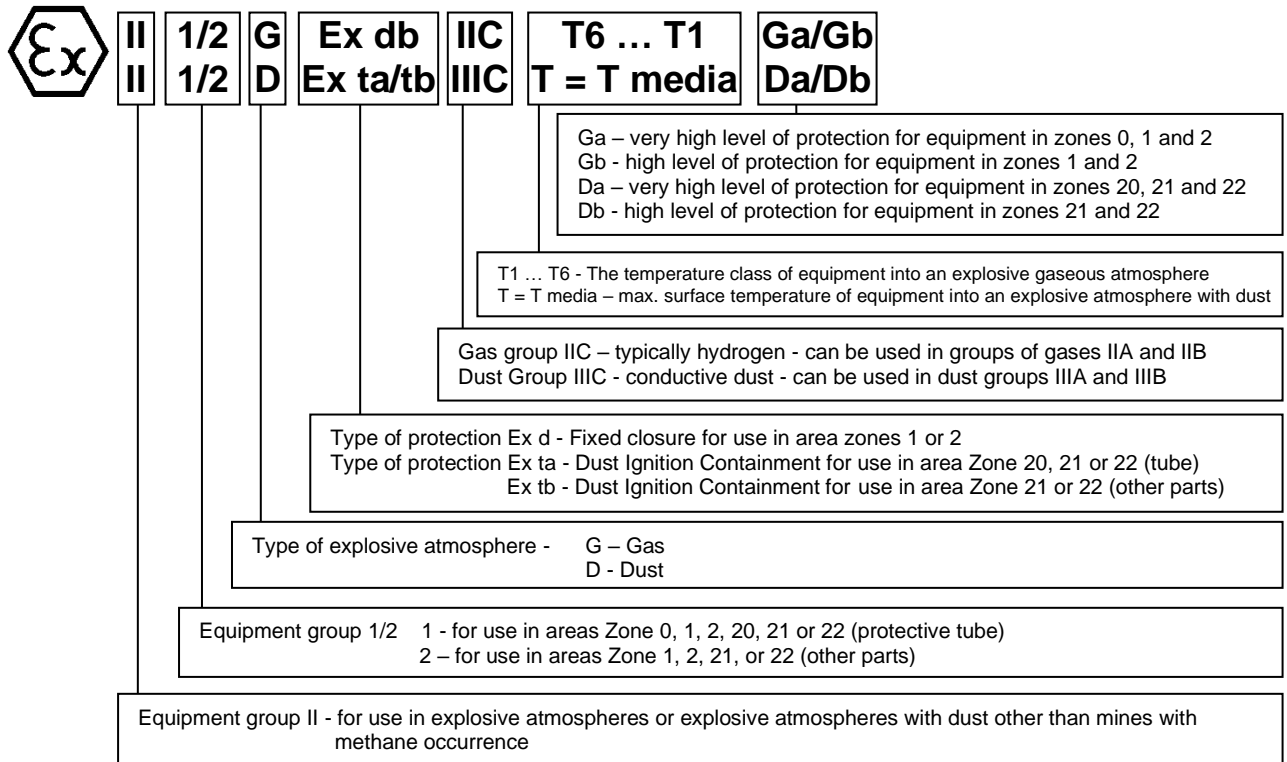 Ex II 1/2 G Ex db IIC T6 … T1 Ga/Gb
II 1/2 D Ex ta/tb IIIC T = T media Da/Db
Ga – very high level of protection for equipment in zones 0, 1 and 2
Gb - high level of protection for equipment in zones 1 and 2
Da – very high level of protection for equipment in zones 20, 21 and 22
Db - high level of protection for equipment in zones 21 and 22
T1 … T6 - The temperature class of equipment into an explosive gaseous atmosphere
T = T media – max. surface temperature of equipment into an explosive atmosphere with dust
Gas group IIC – typically hydrogen - can be used in groups of gases IIA and IIB
Dust Group IIIC - conductive dust - can be used in dust groups IIIA and IIIB
Type of protection Ex d - Fixed closure for use in area zones 1 or 2
Type of protection Ex ta - Dust Ignition Containment for use in area Zone 20, 21 or 22 (tube)
Ex tb - Dust Ignition Containment for use in area Zone 21 or 22 (other parts)
Type of explosive atmosphere - G – Gas
D - Dust
Equipment group 1/2 1 - for use in areas Zone 0, 1, 2, 20, 21 or 22 (protective tube)
2 – for use in areas Zone 1, 2, 21, or 22 (other parts)
Equipment group II - for use in explosive atmospheres or explosive atmospheres with dust other than mines with
methane occurrence